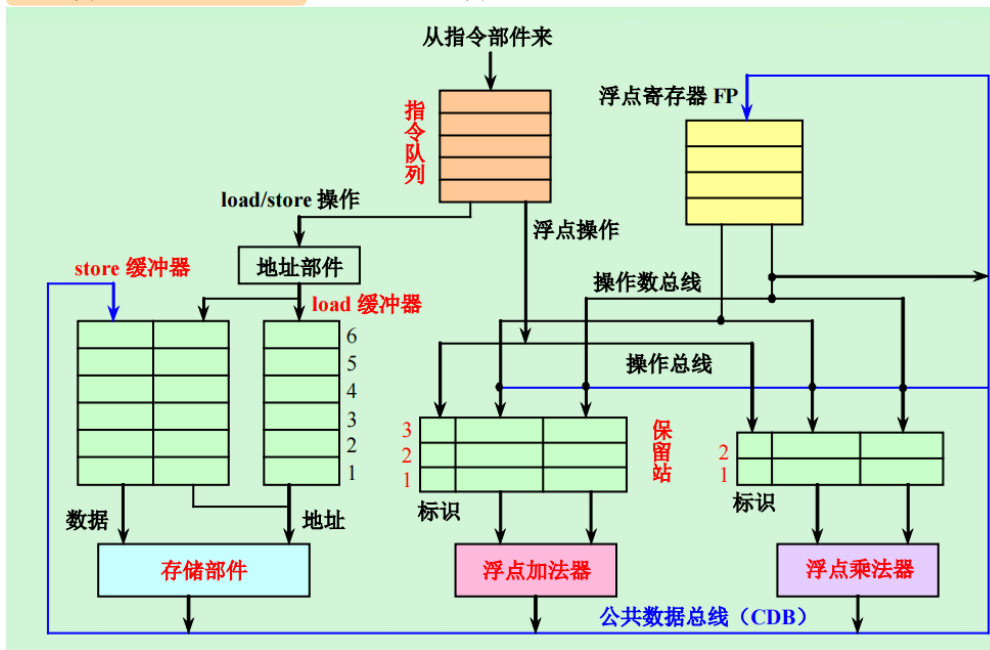 从指令部件来
浮点寄存器 FP
指令队列
load/store 操作
浮点操作
地址部件
store 缓冲器
操作数总线
load 缓冲器
6
5
4
3
2
1
操作总线
3
2
1
保留站
2
1
标识
标识
数据
地址
存储部件
浮点加法器
浮点乘法器
公共数据总线（CDB）